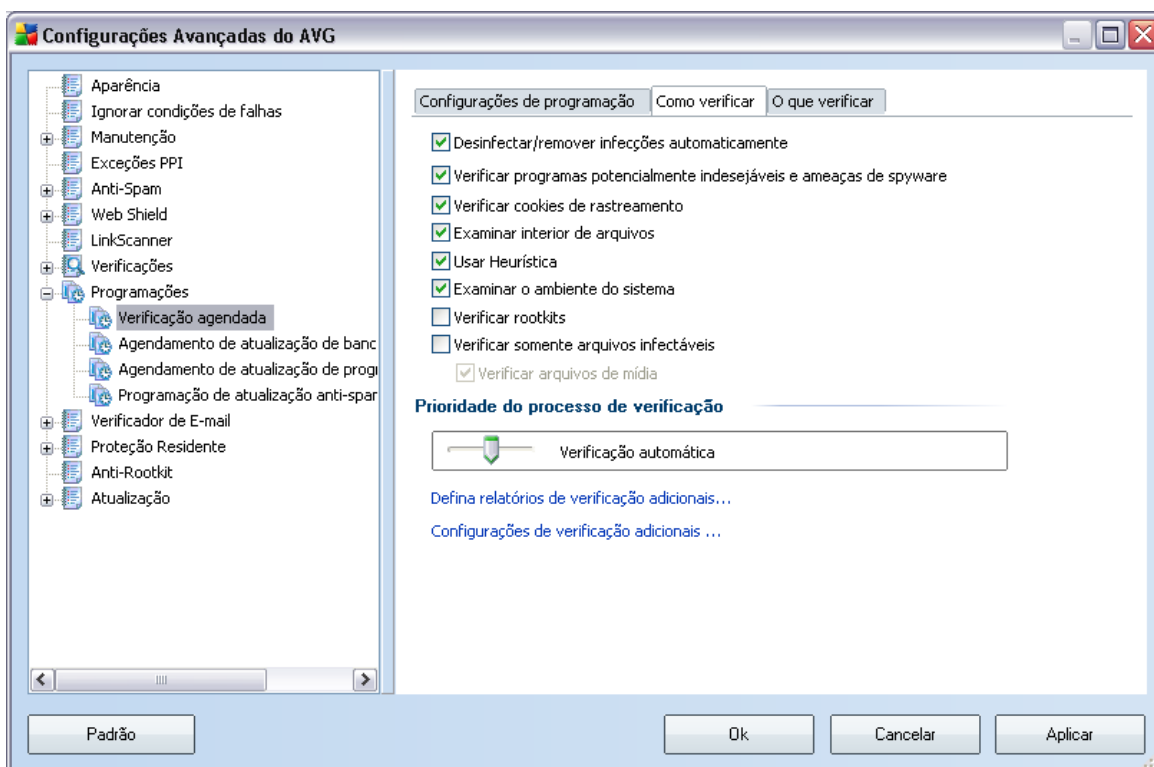 Configurações Avançadas do AVG
Aparência
Ignorar condições de falhas
Manutenção
Exceções PPI
Anti-Spam
Web Shield
LinkScanner
Verificações
Programações
Verificação agendada
Agendamento de atualização de banc
Agendamento de atualização de progr
Programação de atualização anti-spar
Verificador de E-mail
Proteção Residente
Anti-Rootkit
Atualização
Configurações de programação
Como verificar
O que verificar
Desinfectar/remover infecções automaticamente
Verificar programas potencialmente indesejáveis e ameaças de spyware
Verificar cookies de rastreamento
Examinar interior de arquivos
Usar Heurística
Examinar o ambiente do sistema
Verificar rootkits
Verificar somente arquivos infectáveis
Verificar arquivos de mídia
Prioridade do processo de verificação
Verificação automática
Defina relatórios de verificação adicionais...
Configurações de verificação adicionais ...
Padrão
Ok
Cancelar
Aplicar